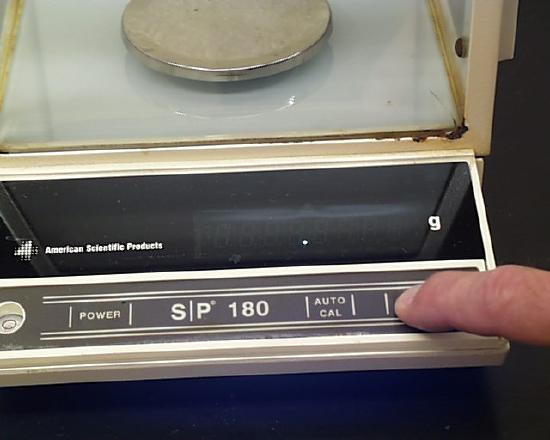 g
American Scientific Products
POWER
S|P® 180
AUTO
CAL